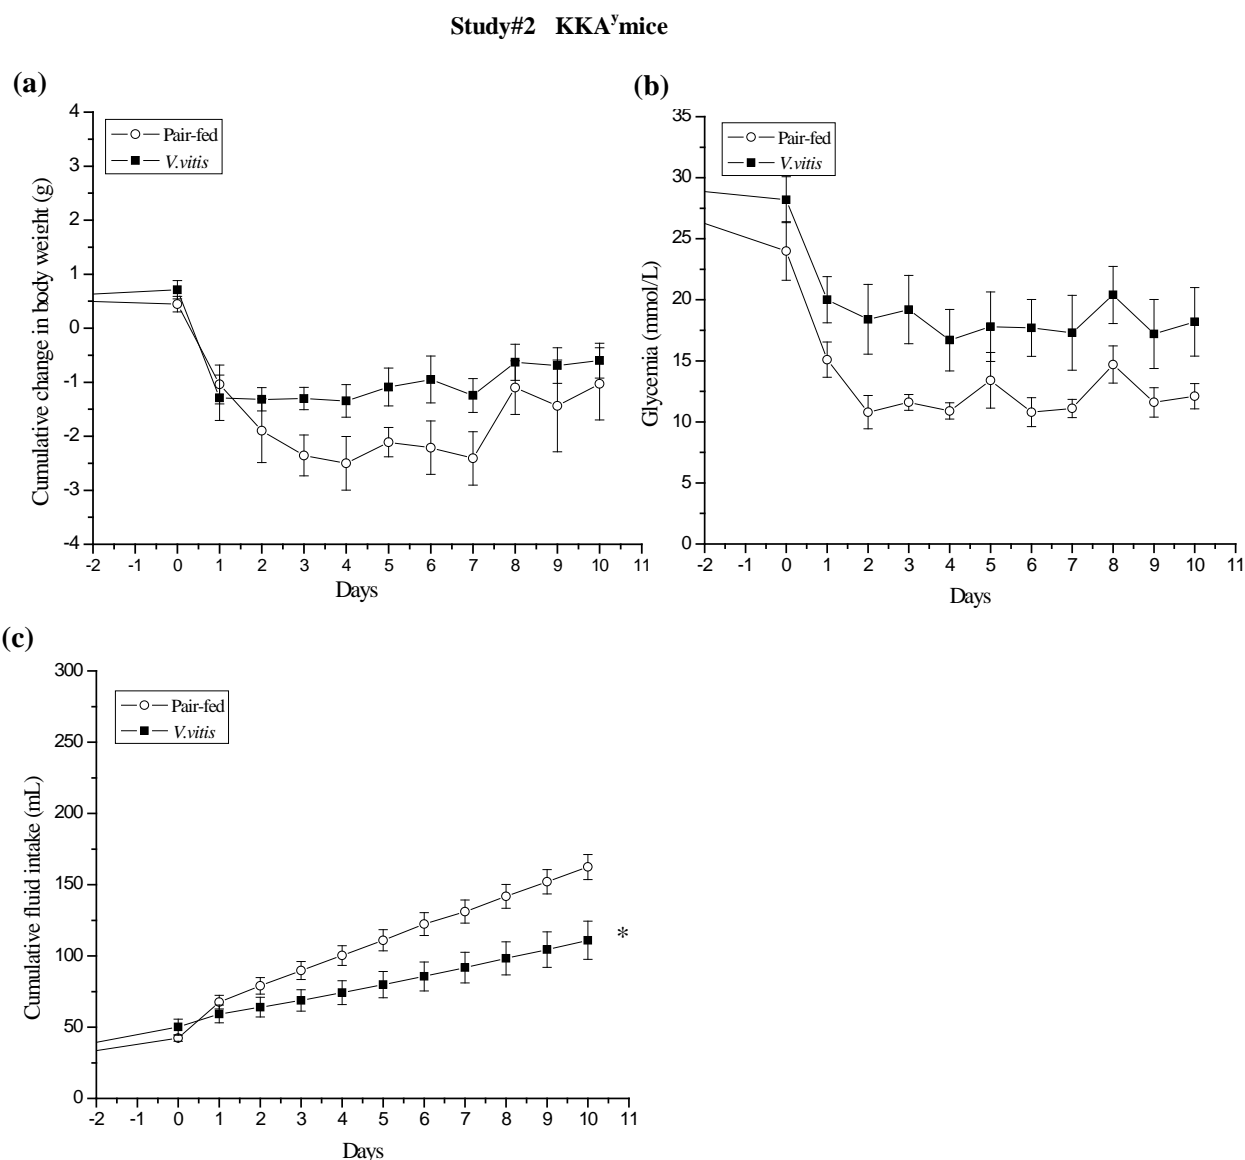 Study#2 KKAʸmice
(a)
Cumulative change in body weight (g)
4
3
2
1
0
-1
-2
-3
-4
Pair-fed
V.vitis
-2 -1 0 1 2 3 4 5 6 7 8 9 10 11
Days
(b)
Glycemia (mmol/L)
35
30
25
20
15
10
5
0
Pair-fed
V.vitis
-2 -1 0 1 2 3 4 5 6 7 8 9 10 11
Days
(c)
Cumulative fluid intake (mL)
300
250
200
150
100
50
0
Pair-fed
V.vitis
*
-2 -1 0 1 2 3 4 5 6 7 8 9 10 11
Days